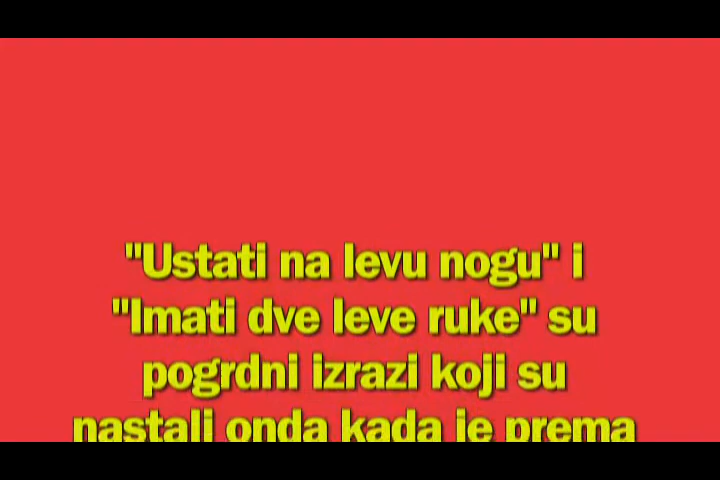 "Ustati na levu nogu" i
"Imati dve leve ruke" su
pogrdni izrazi koji su
nastali onda kada je prema